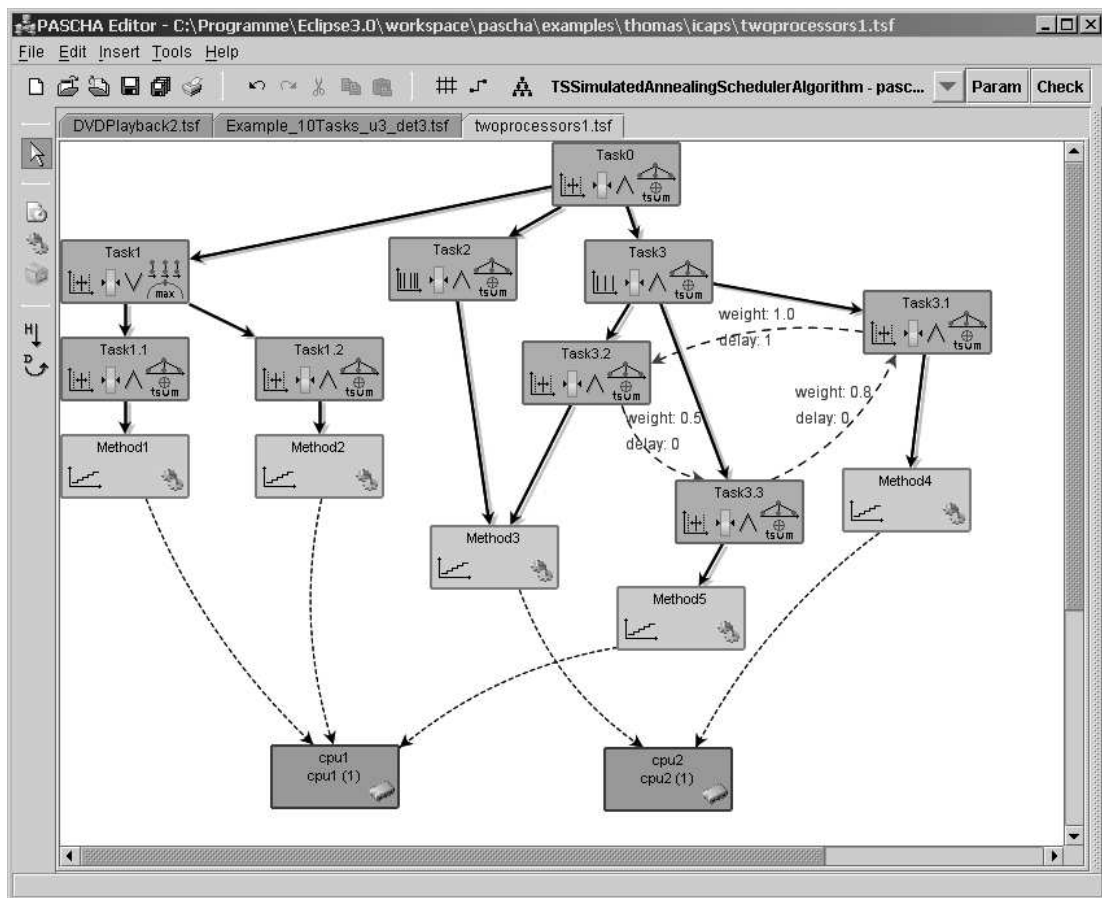 PASCHA Editor - C:\Programme\Eclipse3.0\workspace\pascha\examples\thomas\icaps\twoprocessors1.tsf
File Edit Insert Tools Help
TSSimulatedAnnealingSchedulerAlgorithm - pasc...
Param
Check
DVDPlayback2.tsf
Example_10Tasks_u3_det3.tsf
twoprocessors1.tsf
Task0
tsum
Task1
max
Task2
tsum
Task3
tsum
Task3.1
tsum
weight: 1.0
delay: 1
Task1.1
tsum
Task1.2
tsum
Task3.2
tsum
weight: 0.5
delay: 0
weight: 0.8
delay: 0
Method1
Method2
Method4
Task3.3
tsum
Method3
Method5
cpu1
cpu1 (1)
cpu2
cpu2 (1)
H
D